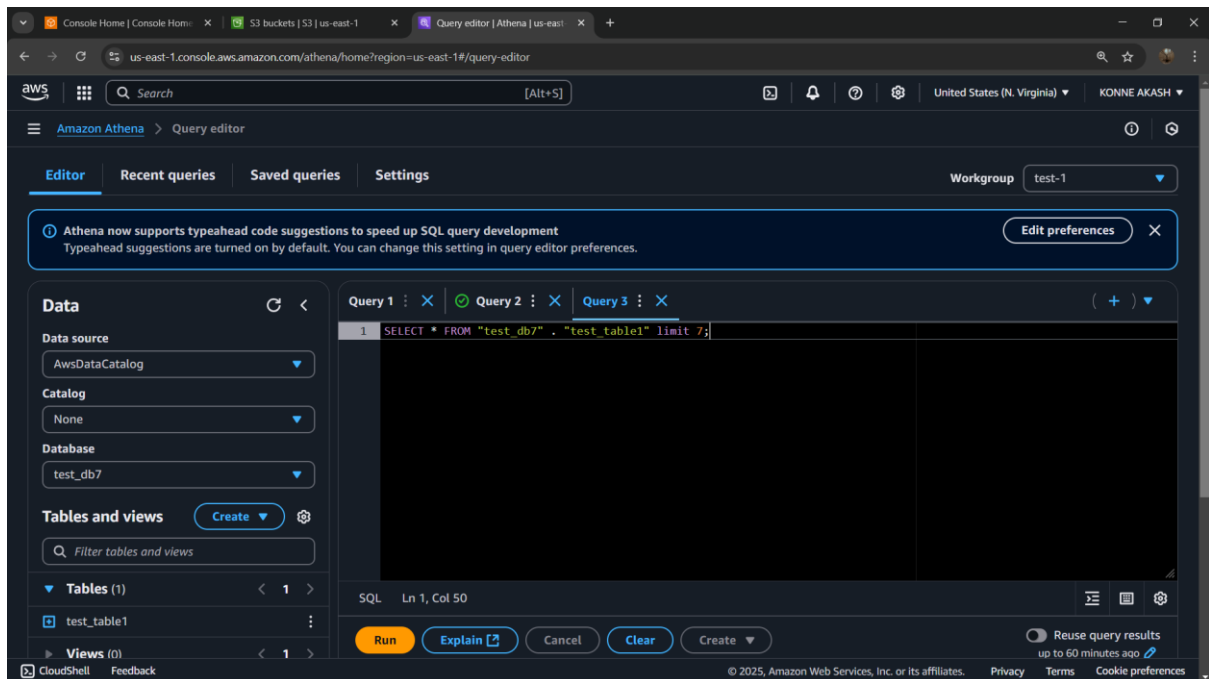 Console Home | Console Home
S3 buckets | S3 | us-east-1
Query editor | Athena | us-east-
us-east-1.console.aws.amazon.com/athena/home?region=us-east-1#/query-editor
aws Search [Alt+S] United States (N. Virginia) KONNE AKASH
Amazon Athena > Query editor
Editor Recent queries Saved queries Settings Workgroup test-1
Athena now supports typeahead code suggestions to speed up SQL query development
Typeahead suggestions are turned on by default. You can change this setting in query editor preferences.
Edit preferences
Data
Data source
AwsDataCatalog
Catalog
None
Database
test_db7
Tables and views Create
Filter tables and views
Tables (1) < 1 >
test_table1
Views (0) < 1 >
Query 1 Query 2 Query 3
1 SELECT * FROM "test_db7" . "test_table1" limit 7;
SQL Ln 1, Col 50
Run Explain Cancel Clear Create
Reuse query results
up to 60 minutes ago
CloudShell Feedback © 2025, Amazon Web Services, Inc. or its affiliates. Privacy Terms Cookie preferences